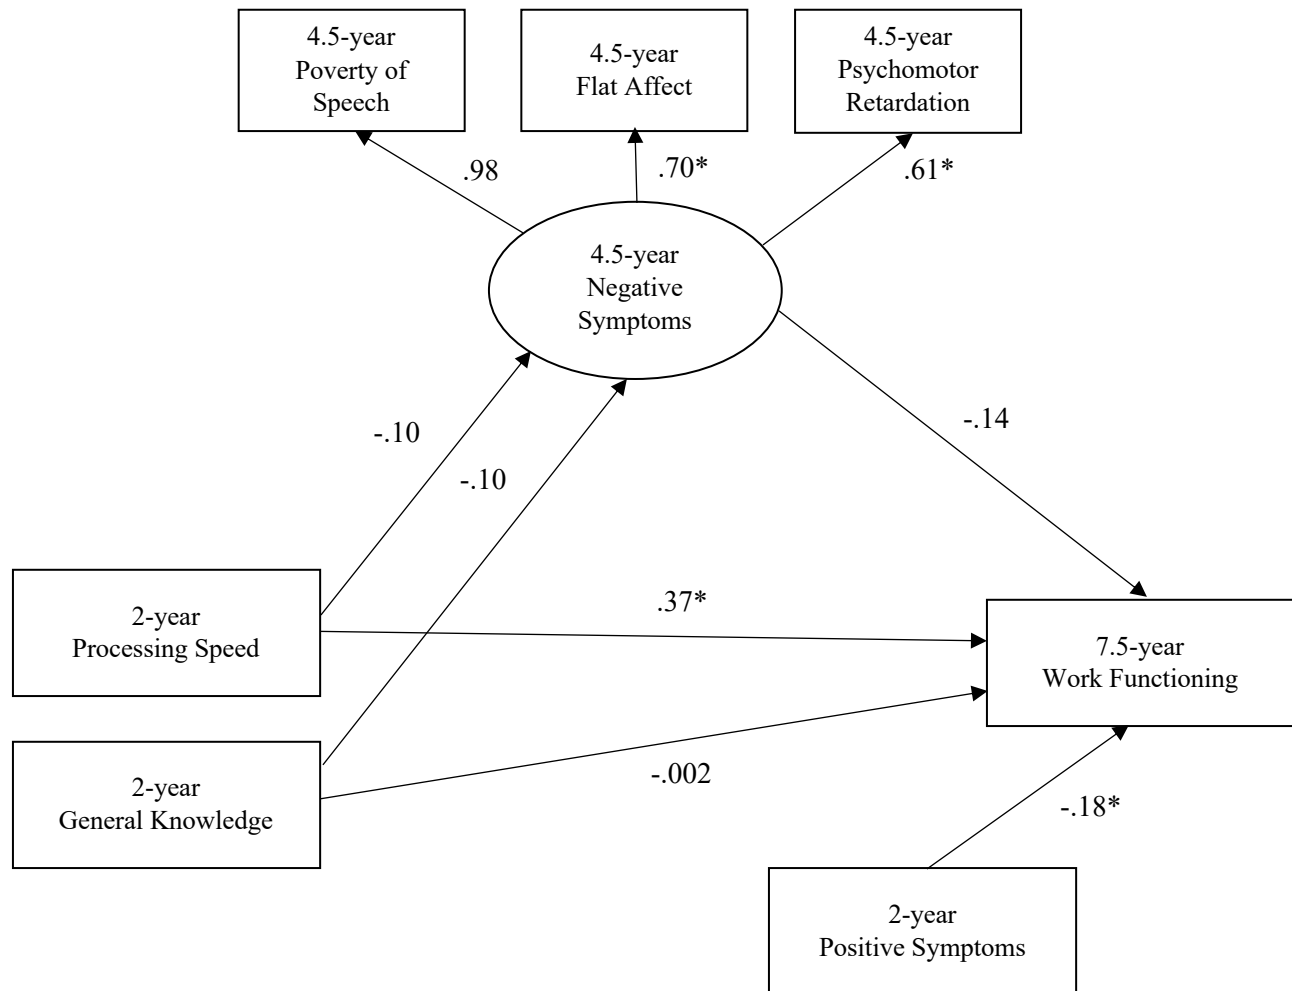 4.5-year
Poverty of
Speech
4.5-year
Flat Affect
4.5-year
Psychomotor
Retardation
.98
.70*
.61*
4.5-year
Negative
Symptoms
-.10
-.10
-.14
2-year
Processing Speed
.37*
7.5-year
Work Functioning
2-year
General Knowledge
-.002
-.18*
2-year
Positive Symptoms